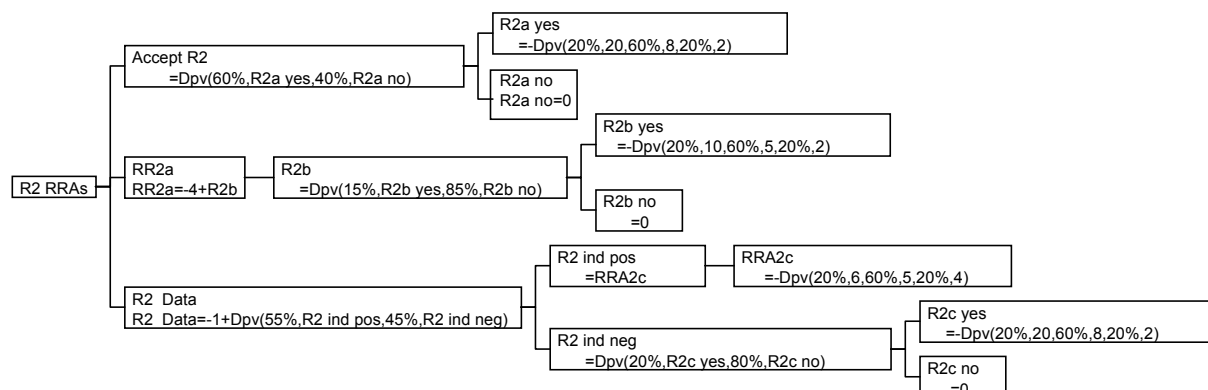 R2 RRAs
Accept R2
=Dpv(60%,R2a yes,40%,R2a no)
R2a yes
=-Dpv(20%,20,60%,8,20%,2)
R2a no
R2a no=0
RR2a
RR2a=-4+R2b
R2b
=Dpv(15%,R2b yes,85%,R2b no)
R2b yes
=-Dpv(20%,10,60%,5,20%,2)
R2b no
=0
R2 Data
R2 Data=-1+Dpv(55%,R2 ind pos,45%,R2 ind neg)
R2 ind pos
=RRA2c
RRA2c
=-Dpv(20%,6,60%,5,20%,4)
R2 ind neg
=Dpv(20%,R2c yes,80%,R2c no)
R2c yes
=-Dpv(20%,20,60%,8,20%,2)
R2c no
=0